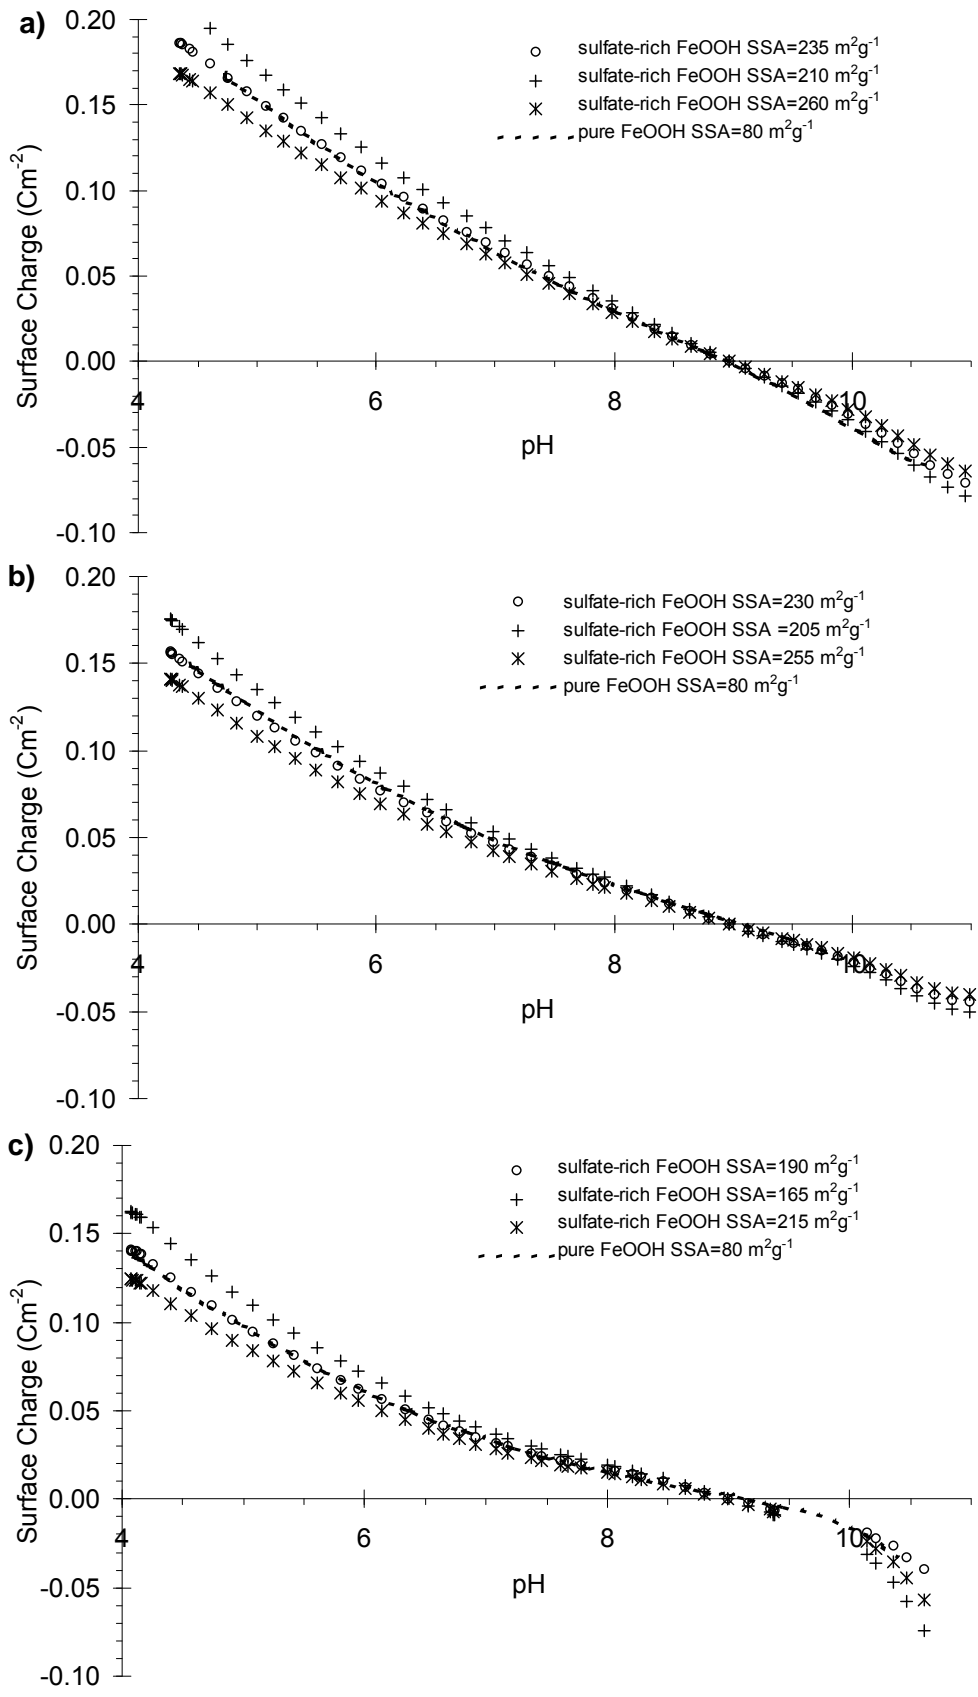 a)
0.20
sulfate-rich FeOOH SSA=235 m²g⁻¹
sulfate-rich FeOOH SSA=210 m²g⁻¹
sulfate-rich FeOOH SSA=260 m²g⁻¹
pure FeOOH SSA=80 m²g⁻¹
0.15
0.10
0.05
0.00
-0.05
-0.10
Surface Charge (Cm⁻²)
4 6 8 10
pH
b)
0.20
sulfate-rich FeOOH SSA=230 m²g⁻¹
sulfate-rich FeOOH SSA =205 m²g⁻¹
sulfate-rich FeOOH SSA=255 m²g⁻¹
pure FeOOH SSA=80 m²g⁻¹
0.15
0.10
0.05
0.00
-0.05
-0.10
Surface Charge (Cm⁻²)
4 6 8 10
pH
c)
0.20
sulfate-rich FeOOH SSA=190 m²g⁻¹
sulfate-rich FeOOH SSA=165 m²g⁻¹
sulfate-rich FeOOH SSA=215 m²g⁻¹
pure FeOOH SSA=80 m²g⁻¹
0.15
0.10
0.05
0.00
-0.05
-0.10
Surface Charge (Cm⁻²)
4 6 8 10
pH